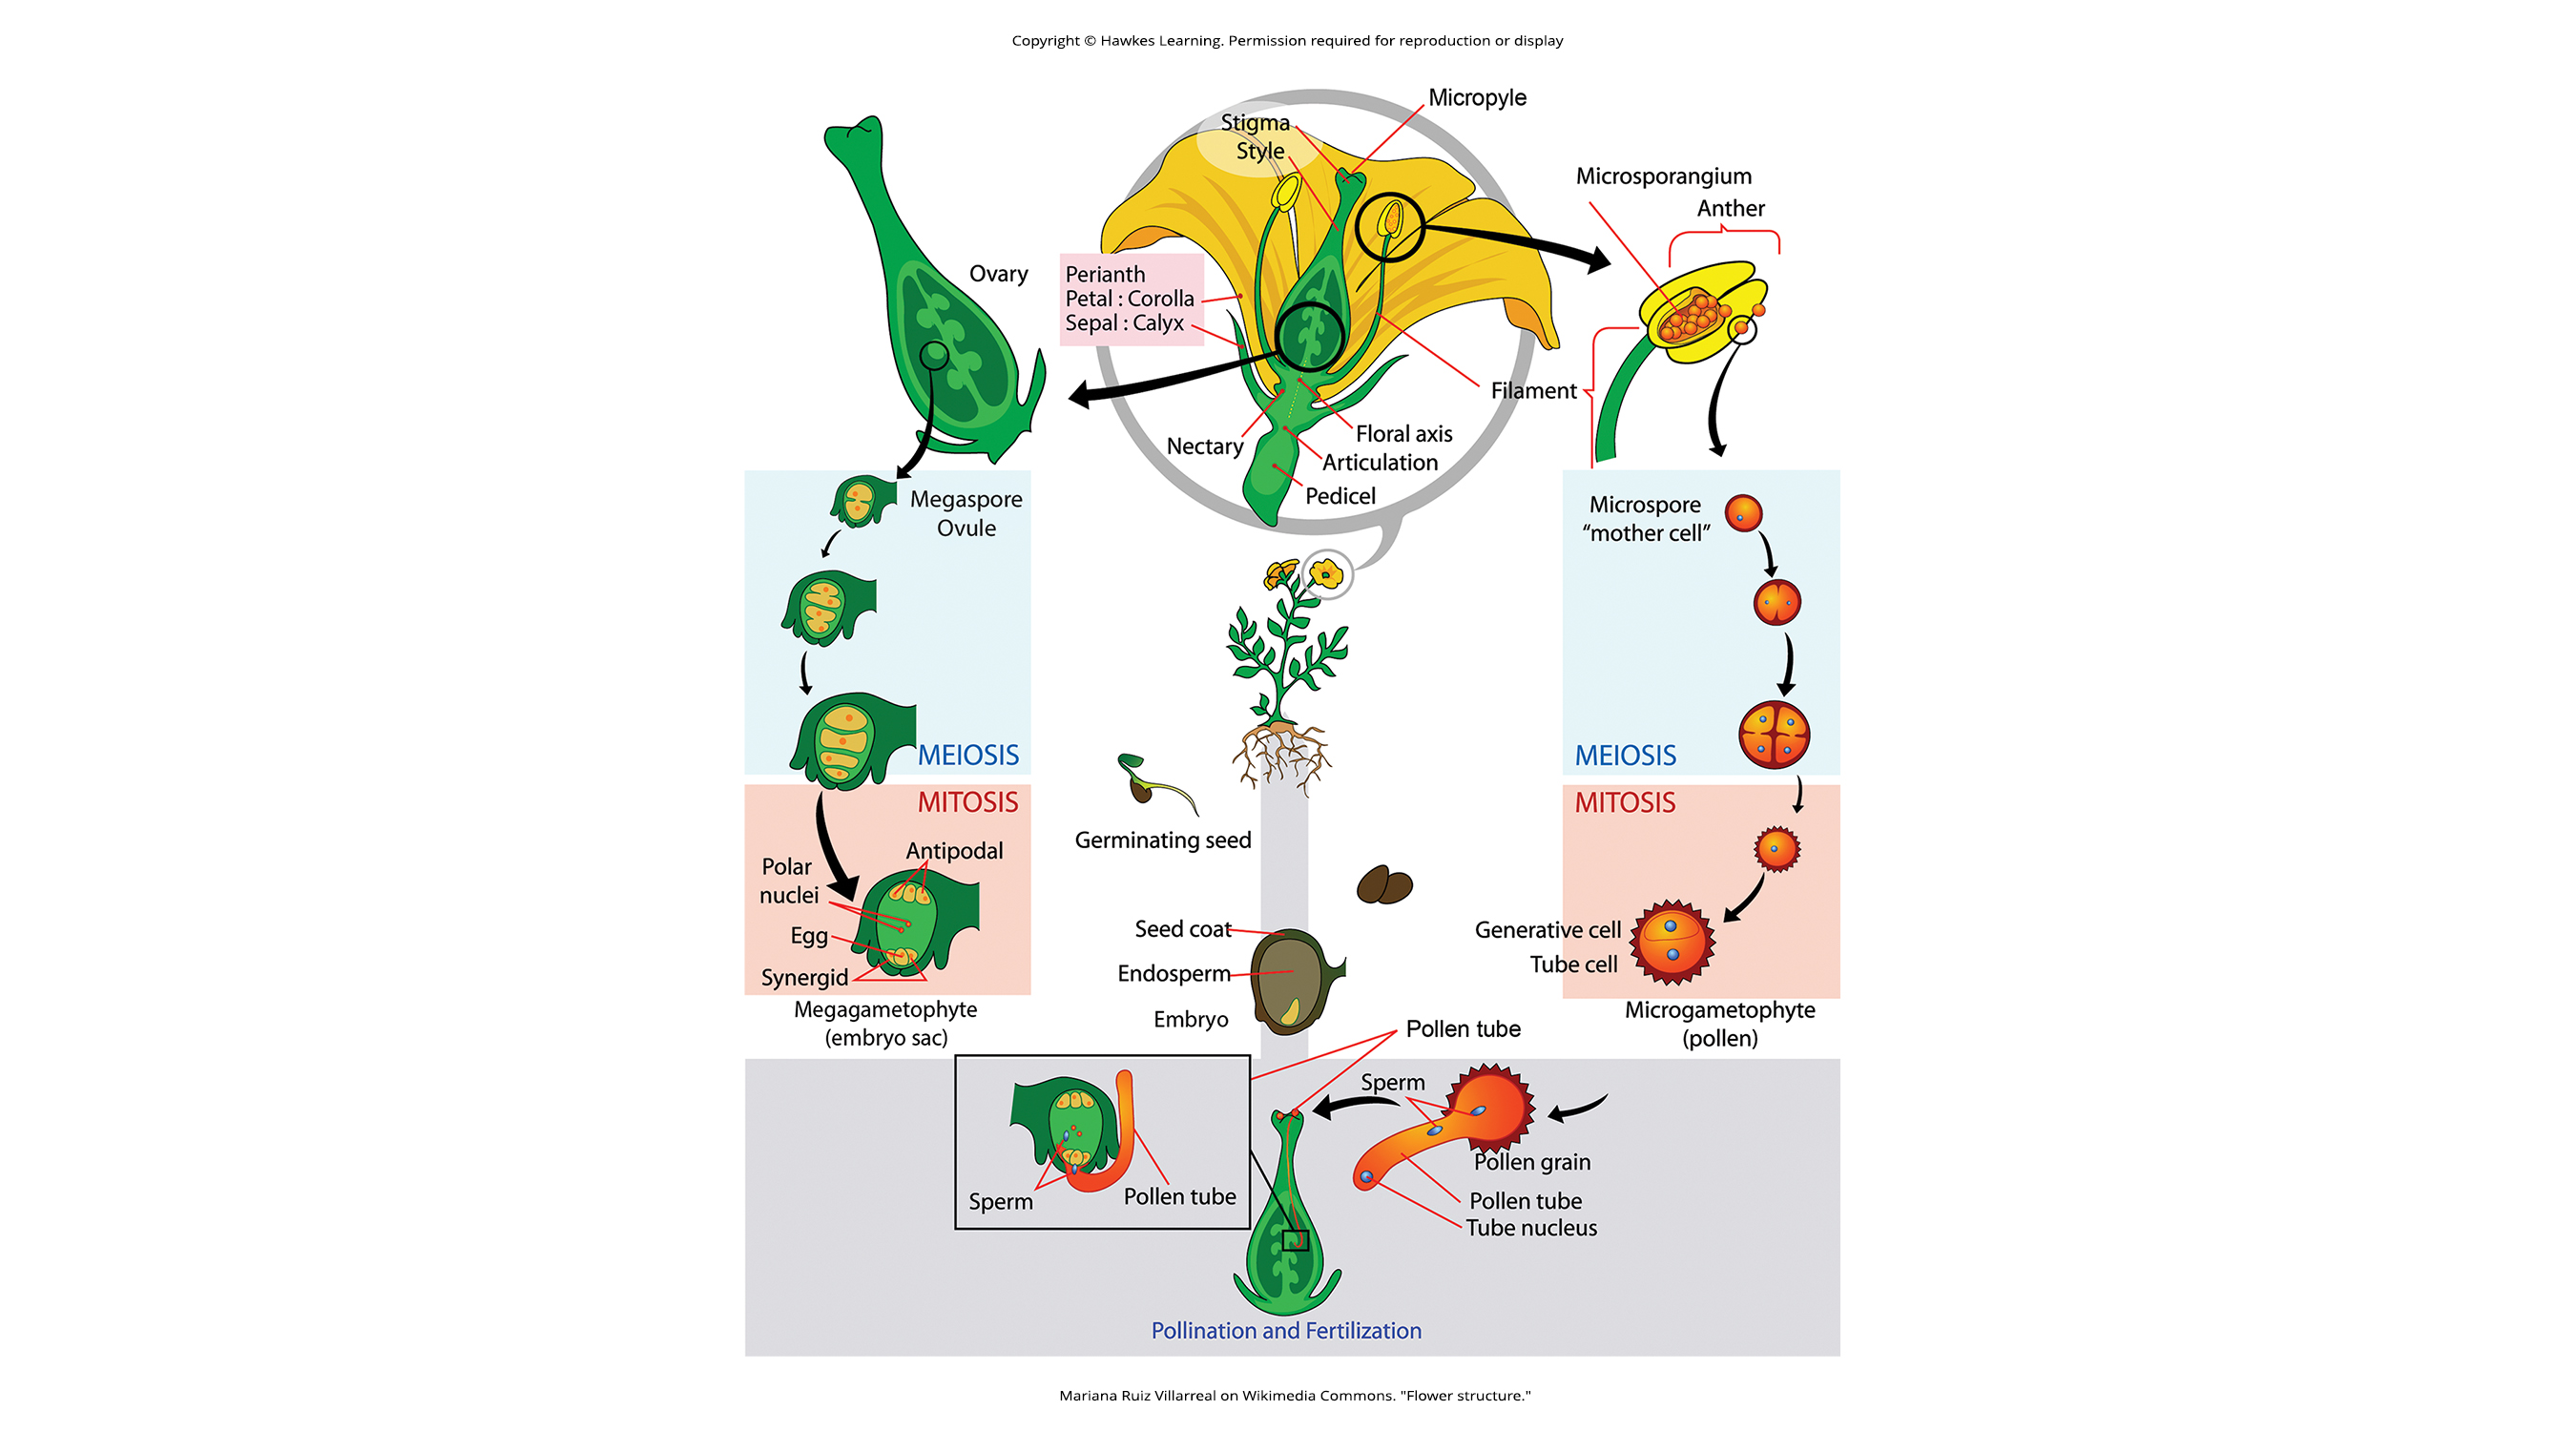 Copyright © Hawkes Learning. Permission required for reproduction or display
Micropyle
Stigma
Style
Microsporangium
Anther
Ovary
Perianth
Petal : Corolla
Sepal : Calyx
Filament
Nectary
Floral axis
Articulation
Pedicel
Megaspore
Ovule
MEIOSIS
Microspore
“mother cell”
MEIOSIS
MITOSIS
Antipodal
Polar
nuclei
Egg
Synergid
Megagametophyte
(embryo sac)
Germinating seed
Seed coat
Endosperm
Embryo
MITOSIS
Generative cell
Tube cell
Microgametophyte
(pollen)
Pollen tube
Sperm
Pollen grain
Pollen tube
Tube nucleus
Sperm
Pollen tube
Pollination and Fertilization
Mariana Ruiz Villarreal on Wikimedia Commons. "Flower structure."